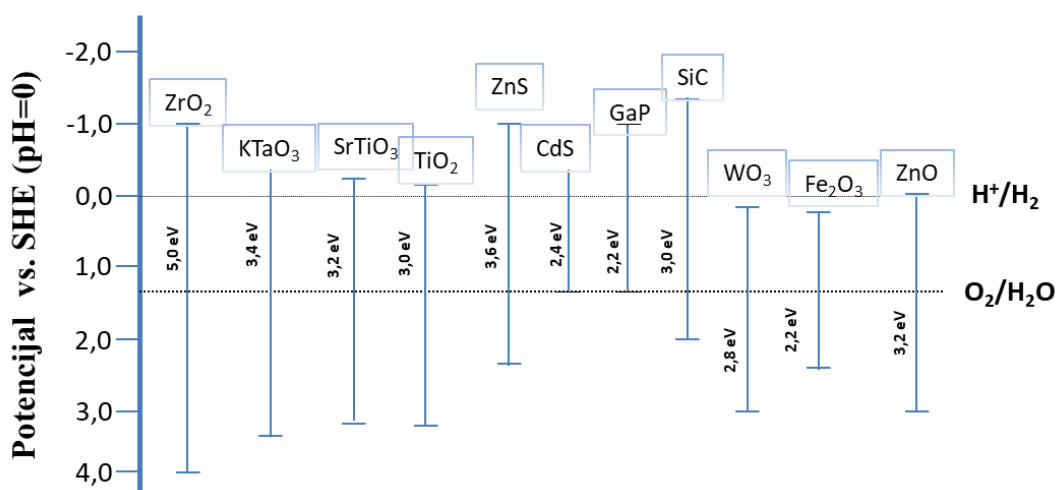 Potencijal vs. SHE (pH=0)
-2,0
-1,0
0,0
1,0
2,0
3,0
4,0
ZrO₂
KTaO₃
SrTiO₃
TiO₂
ZnS
CdS
GaP
SiC
WO₃
Fe₂O₃
ZnO
5,0 eV
3,4 eV
3,2 eV
3,0 eV
3,6 eV
2,4 eV
2,2 eV
3,0 eV
2,8 eV
2,2 eV
3,2 eV
H⁺/H₂
O₂/H₂O